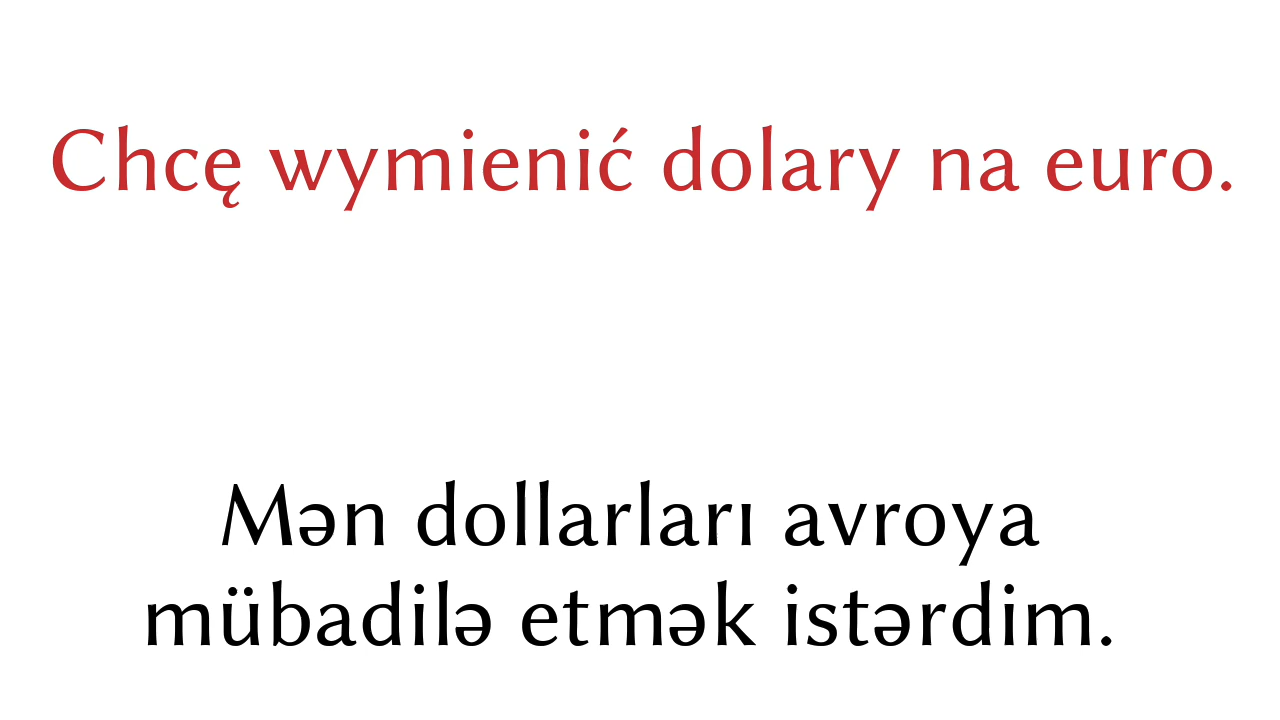 Chcę wymienić dolary na euro.
Mən dollarları avroya
mübadilə etmək istərdim.